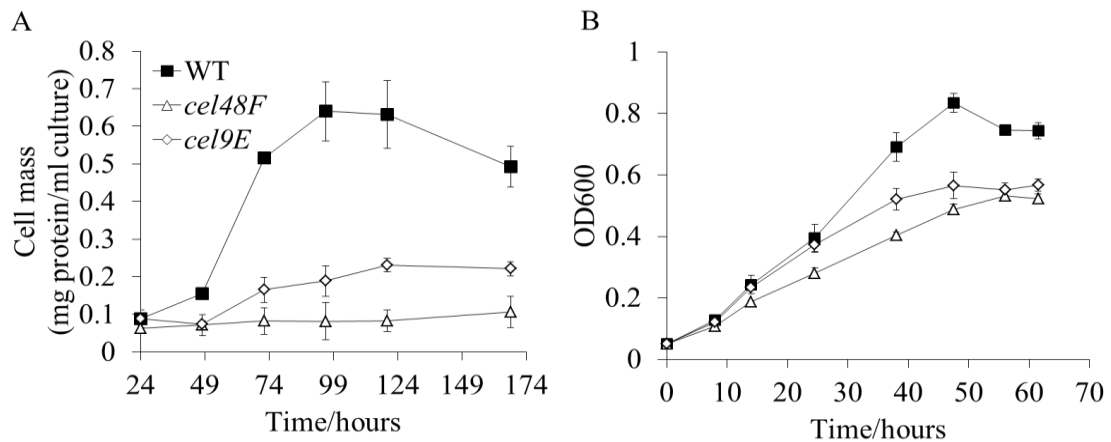 A
Cell mass
(mg protein/ml culture)
0.8
0.7
0.6
0.5
0.4
0.3
0.2
0.1
0
WT
cel48F
cel9E
24 49 74 99 124 149 174
Time/hours
B
OD600
1
0.8
0.6
0.4
0.2
0
0 10 20 30 40 50 60 70
Time/hours